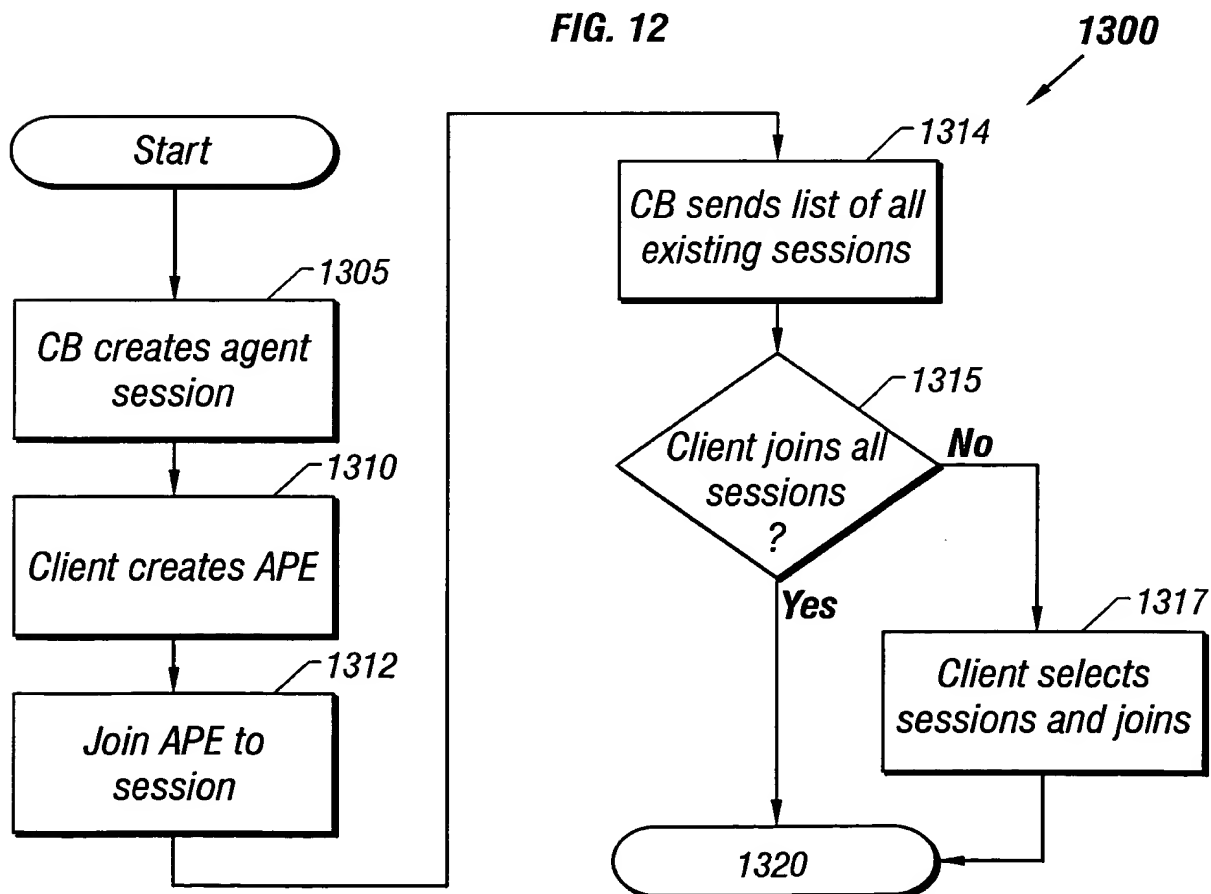 FIG. 12
1300
Start
1305
CB creates agent
session
1310
Client creates APE
1312
Join APE to
session
1314
CB sends list of all
existing sessions
1315
Client joins all
sessions
?
No
Yes
1317
Client selects
sessions and joins
1320